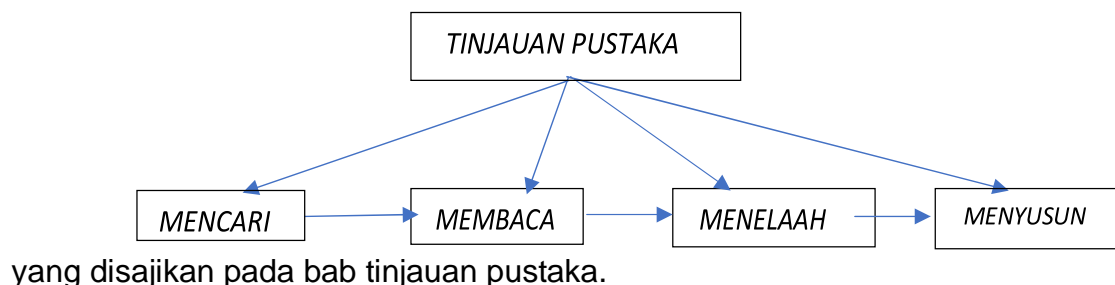 TINJAUAN PUSTAKA
MENCARI
MEMBACA
MENELAAH
MENYUSUN
yang disajikan pada bab tinjauan pustaka.